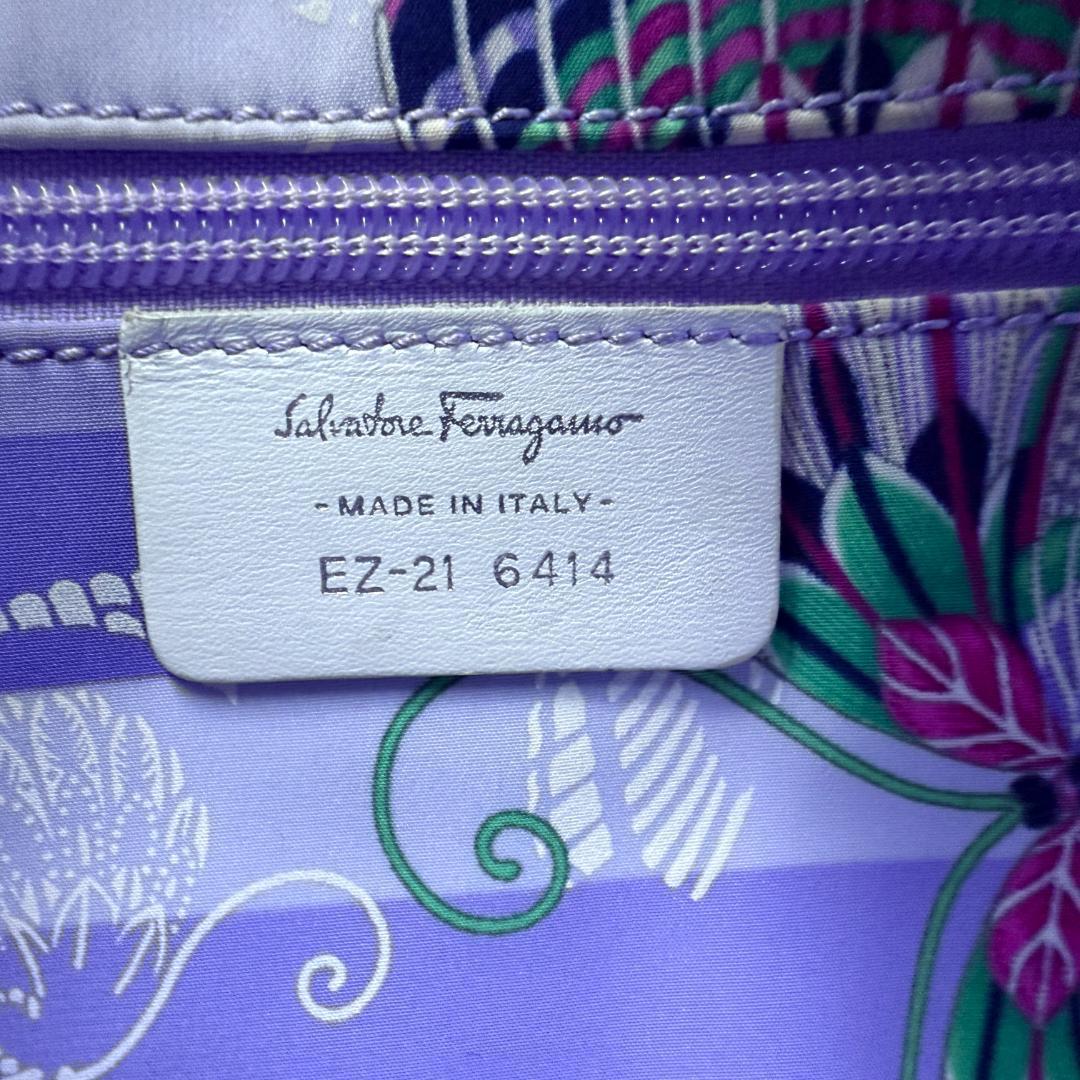 Salvatore Ferragamo
-MADE IN ITALY-
EZ-21 6414